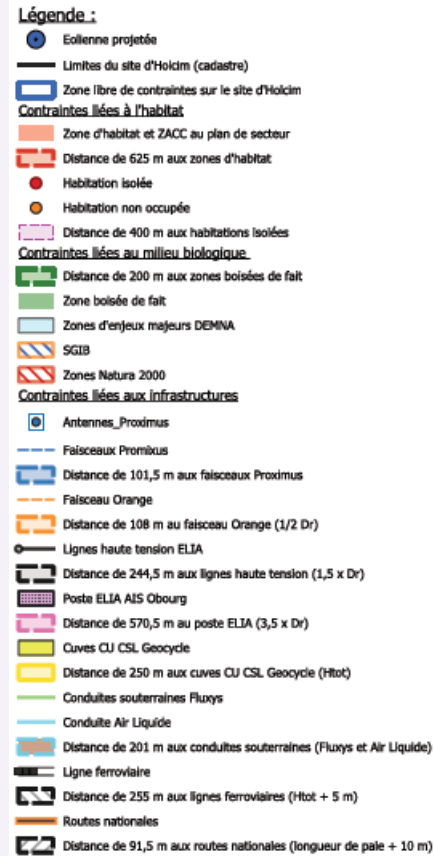 Légende :
Eolienne projetée
Limites du site d'Holcim (cadastre)
Zone libre de contraintes sur le site d'Holcim
Contraintes liées à l'habitat
Zone d'habitat et ZACC au plan de secteur
Distance de 625 m aux zones d'habitat
Habitation isolée
Habitation non occupée
Distance de 400 m aux habitations isolées
Contraintes liées au milieu biologique
Distance de 200 m aux zones boisées de fait
Zone boisée de fait
Zones d'enjeux majeurs DEMNA
SGIB
Zones Natura 2000
Contraintes liées aux infrastructures
Antennes_Proximus
Faisceaux Promixus
Distance de 101,5 m aux faisceaux Proximus
Faisceau Orange
Distance de 108 m au faisceau Orange (1/2 Dr)
Lignes haute tension ELIA
Distance de 244,5 m aux lignes haute tension (1,5 x Dr)
Poste ELIA AIS Obourg
Distance de 570,5 m au poste ELIA (3,5 x Dr)
Cuves CU CSL Geocycle
Distance de 250 m aux cuves CU CSL Geocycle (Htot)
Conduites souterraines Fluxys
Conduite Air Liquide
Distance de 201 m aux conduites souterraines (Fluxys et Air Liquide)
Ligne ferroviaire
Distance de 255 m aux lignes ferroviaires (Htot + 5 m)
Routes nationales
Distance de 91,5 m aux routes nationales (longueur de pale + 10 m)